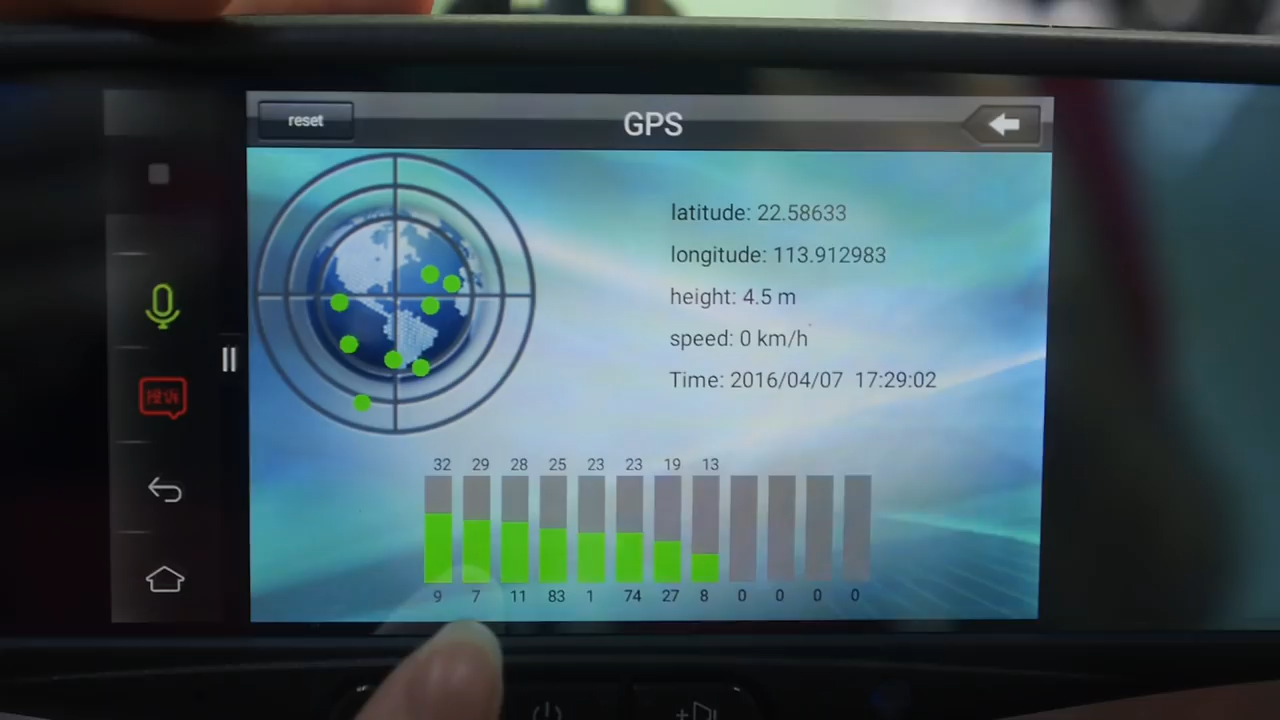 reset
GPS
latitude: 22.58633
longitude: 113.912983
height: 4.5 m
speed: 0 km/h
Time: 2016/04/07 17:29:02
投诉
32 29 28 25 23 23 19 13
9 7 11 83 1 74 27 8 0 0 0 0